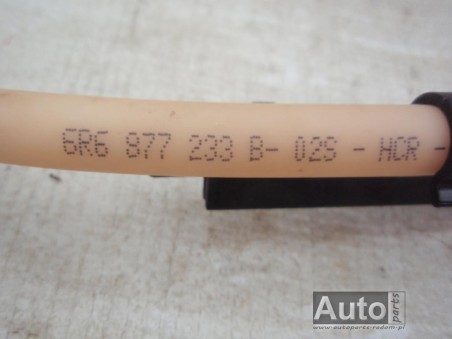 6R6 877 233 B- 02S - HCR -
Auto parts
www.autoparts-radom.pl